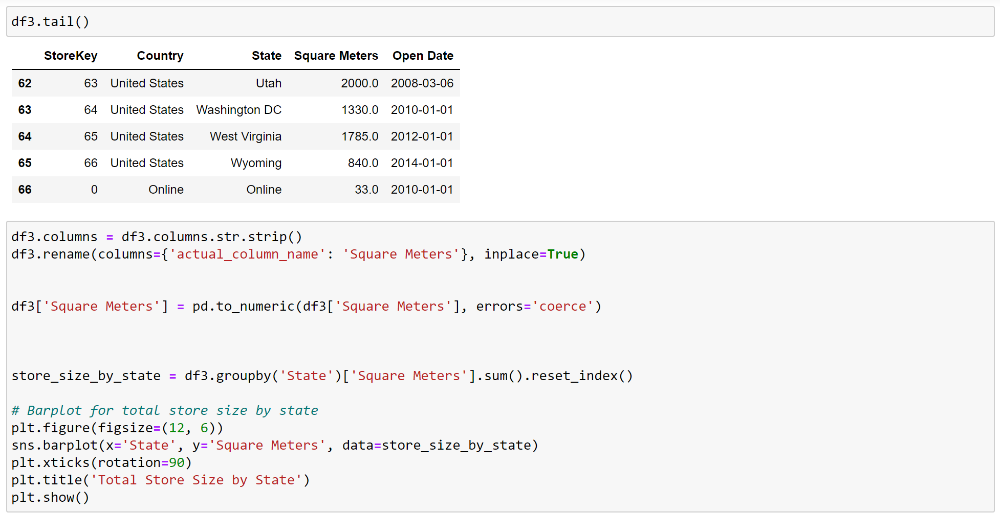 df3.tail()
StoreKey Country State Square Meters Open Date
62 63 United States Utah 2000.0 2008-03-06
63 64 United States Washington DC 1330.0 2010-01-01
64 65 United States West Virginia 1785.0 2012-01-01
65 66 United States Wyoming 840.0 2014-01-01
66 0 Online Online 33.0 2010-01-01
df3.columns = df3.columns.str.strip()
df3.rename(columns={'actual_column_name': 'Square Meters'}, inplace=True)
df3['Square Meters'] = pd.to_numeric(df3['Square Meters'], errors='coerce')
store_size_by_state = df3.groupby('State')['Square Meters'].sum().reset_index()
# Barplot for total store size by state
plt.figure(figsize=(12, 6))
sns.barplot(x='State', y='Square Meters', data=store_size_by_state)
plt.xticks(rotation=90)
plt.title('Total Store Size by State')
plt.show()